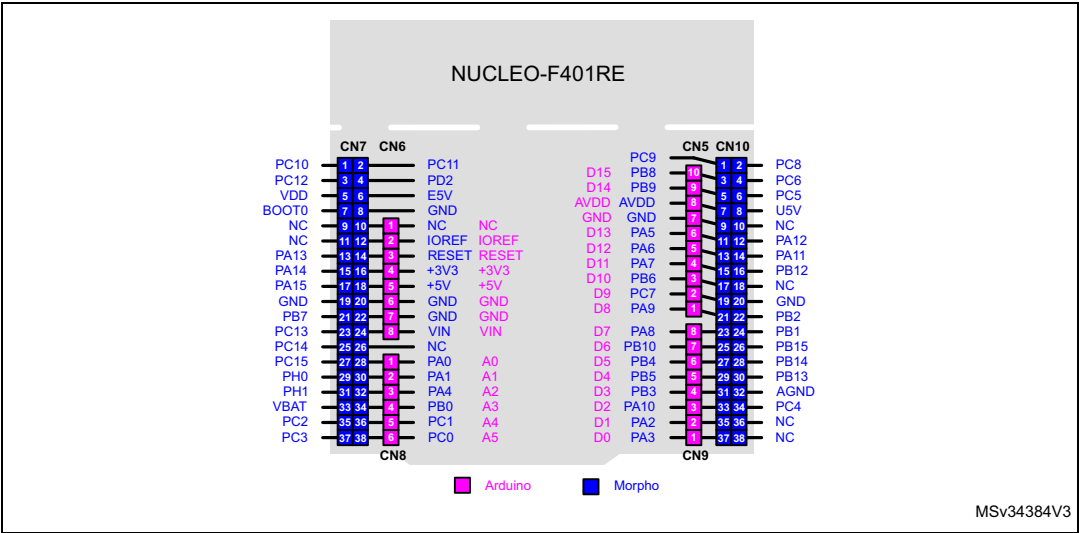 NUCLEO-F401RE
CN7 CN6 CN5 CN10
PC9
PC10 1 2 PC11 1 2 PC8
PC12 3 4 PD2 D15 PB8 10 3 4 PC6
VDD 5 6 E5V D14 PB9 9 5 6 PC5
BOOT0 7 8 GND AVDD AVDD 8 7 8 U5V
NC 9 10 1 NC NC GND GND 7 9 10 NC
NC 11 12 2 IOREF IOREF D13 PA5 6 11 12 PA12
PA13 13 14 3 RESET RESET D12 PA6 5 13 14 PA11
PA14 15 16 4 +3V3 +3V3 D11 PA7 4 15 16 PB12
PA15 17 18 5 +5V +5V D10 PB6 3 17 18 NC
GND 19 20 6 GND GND D9 PC7 2 19 20 GND
PB7 21 22 7 GND GND D8 PA9 1 21 22 PB2
PC13 23 24 8 VIN VIN D7 PA8 8 23 24 PB1
PC14 25 26 NC D6 PB10 7 25 26 PB15
PC15 27 28 1 PA0 A0 D5 PB4 6 27 28 PB14
PH0 29 30 2 PA1 A1 D4 PB5 5 29 30 PB13
PH1 31 32 3 PA4 A2 D3 PB3 4 31 32 AGND
VBAT 33 34 4 PB0 A3 D2 PA10 3 33 34 PC4
PC2 35 36 5 PC1 A4 D1 PA2 2 35 36 NC
PC3 37 38 6 PC0 A5 D0 PA3 1 37 38 NC
CN8 CN9
Arduino Morpho
MSv34384V3